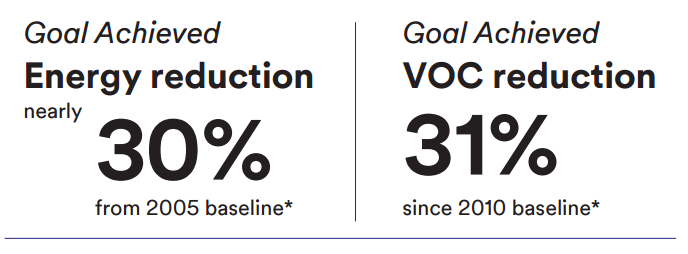 Goal Achieved
Energy reduction
nearly
30%
from 2005 baseline*
Goal Achieved
VOC reduction
31%
since 2010 baseline*